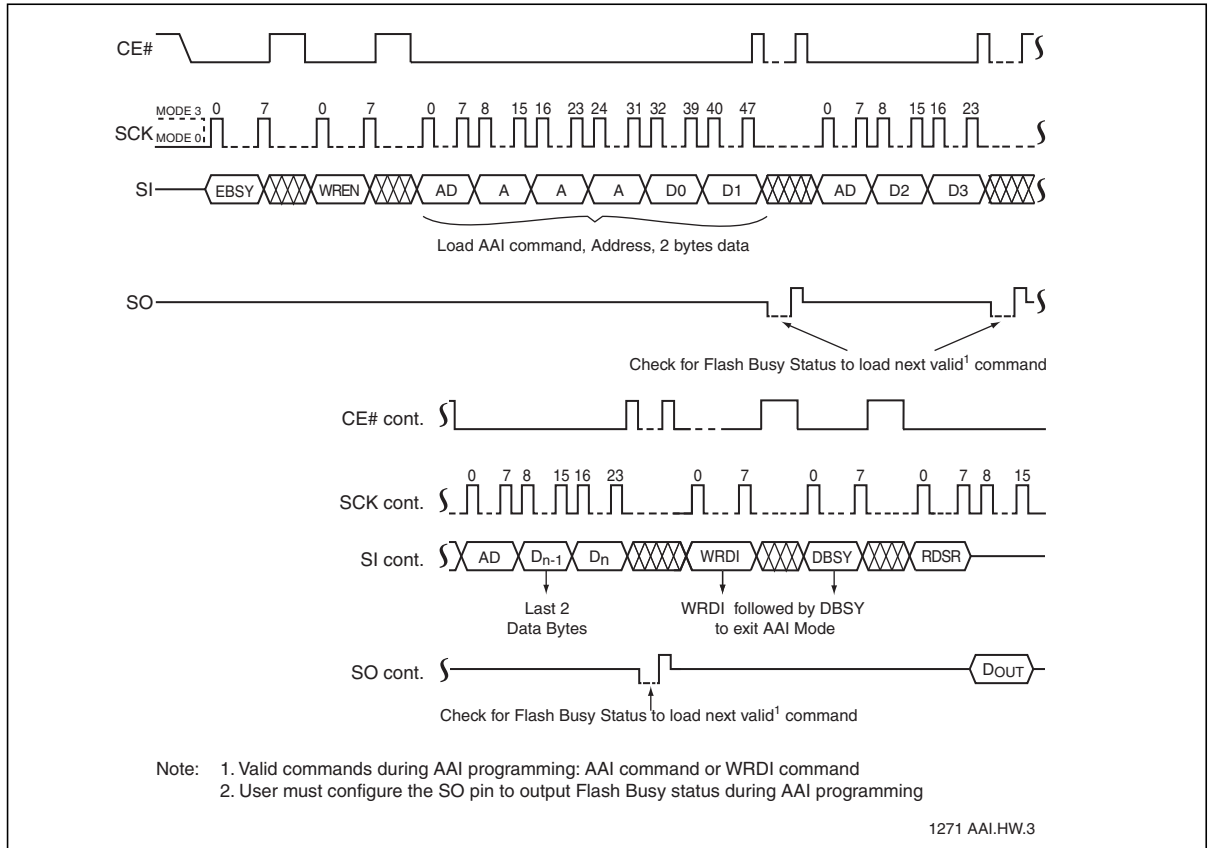 CE#
MODE 3
0 7 0 7 0 7 8 15 16 23 24 31 32 39 40 47 0 7 8 15 16 23
SCK
MODE 0
SI
EBSY WREN AD A A A D0 D1 AD D2 D3
Load AAI command, Address, 2 bytes data
SO
Check for Flash Busy Status to load next valid1 command
CE# cont.
0 7 8 15 16 23 0 7 0 7 0 7 8 15
SCK cont.
SI cont.
AD Dn-1 Dn WRDI DBSY RDSR
Last 2
Data Bytes
WRDI followed by DBSY
to exit AAI Mode
SO cont.
DOUT
Check for Flash Busy Status to load next valid1 command
Note: 1. Valid commands during AAI programming: AAI command or WRDI command
2. User must configure the SO pin to output Flash Busy status during AAI programming
1271 AAI.HW.3